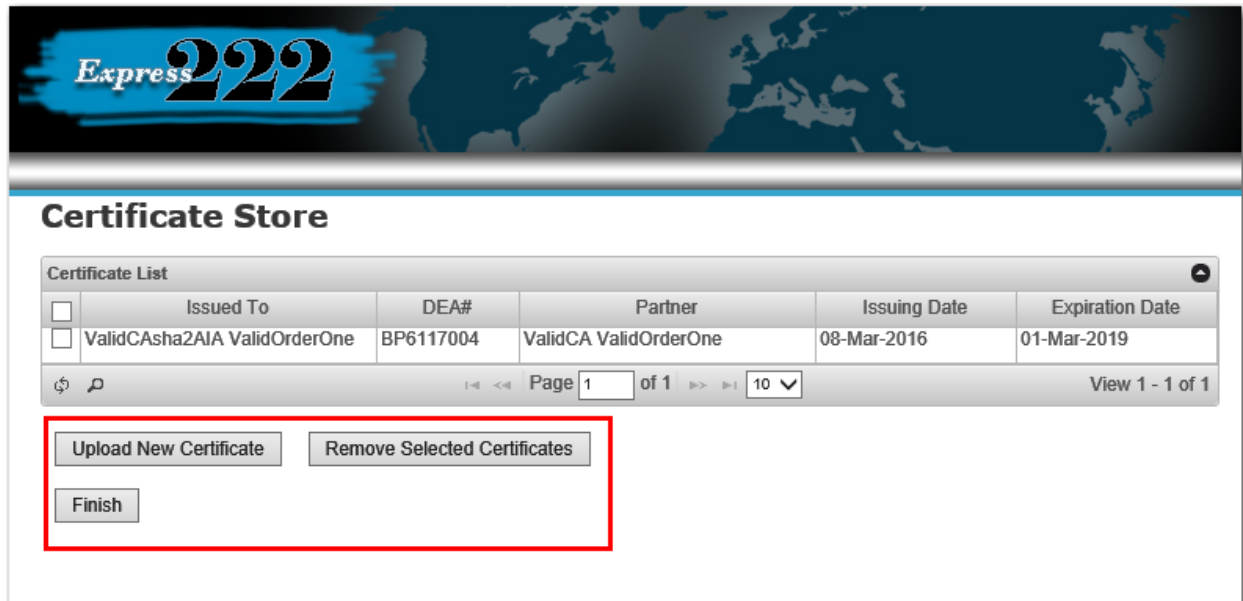 Express 222
Certificate Store
Certificate List
Issued To DEA# Partner Issuing Date Expiration Date
ValidCAsha2AIA ValidOrderOne BP6117004 ValidCA ValidOrderOne 08-Mar-2016 01-Mar-2019
Page 1 of 1 10 View 1 - 1 of 1
Upload New Certificate Remove Selected Certificates
Finish